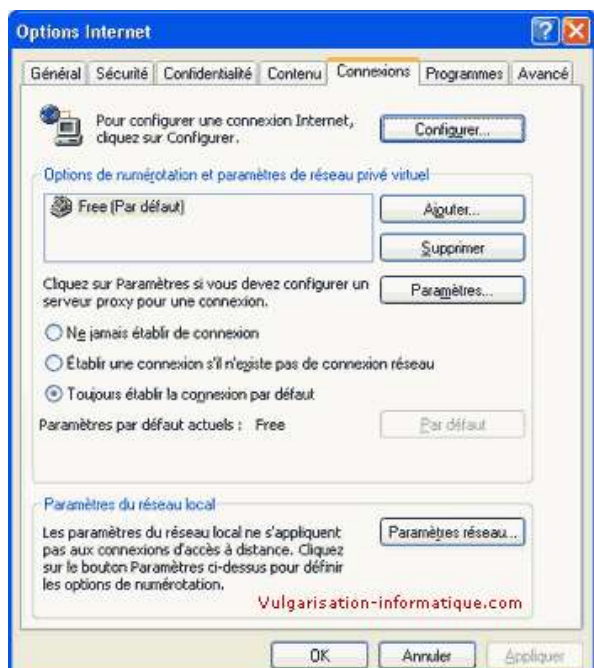 Options Internet
Général Sécurité Confidentialité Contenu Connexions Programmes Avancé
Pour configurer une connexion Internet,
cliquez sur Configurer.
Configurer...
Options de numérotation et paramètres de réseau privé virtuel
Free (Par défaut)
Ajouter...
Supprimer
Cliquez sur Paramètres si vous devez configurer un
serveur proxy pour une connexion.
Paramètres...
Ne jamais établir de connexion
Établir une connexion s'il n'existe pas de connexion réseau
Toujours établir la connexion par défaut
Paramètres par défaut actuels : Free
Par défaut
Paramètres du réseau local
Les paramètres du réseau local ne s'appliquent
pas aux connexions d'accès à distance. Cliquez
sur le bouton Paramètres ci-dessus pour définir
les options de numérotation.
Paramètres réseau...
Vulgarisation-informatique.com
OK Annuler Appliquer